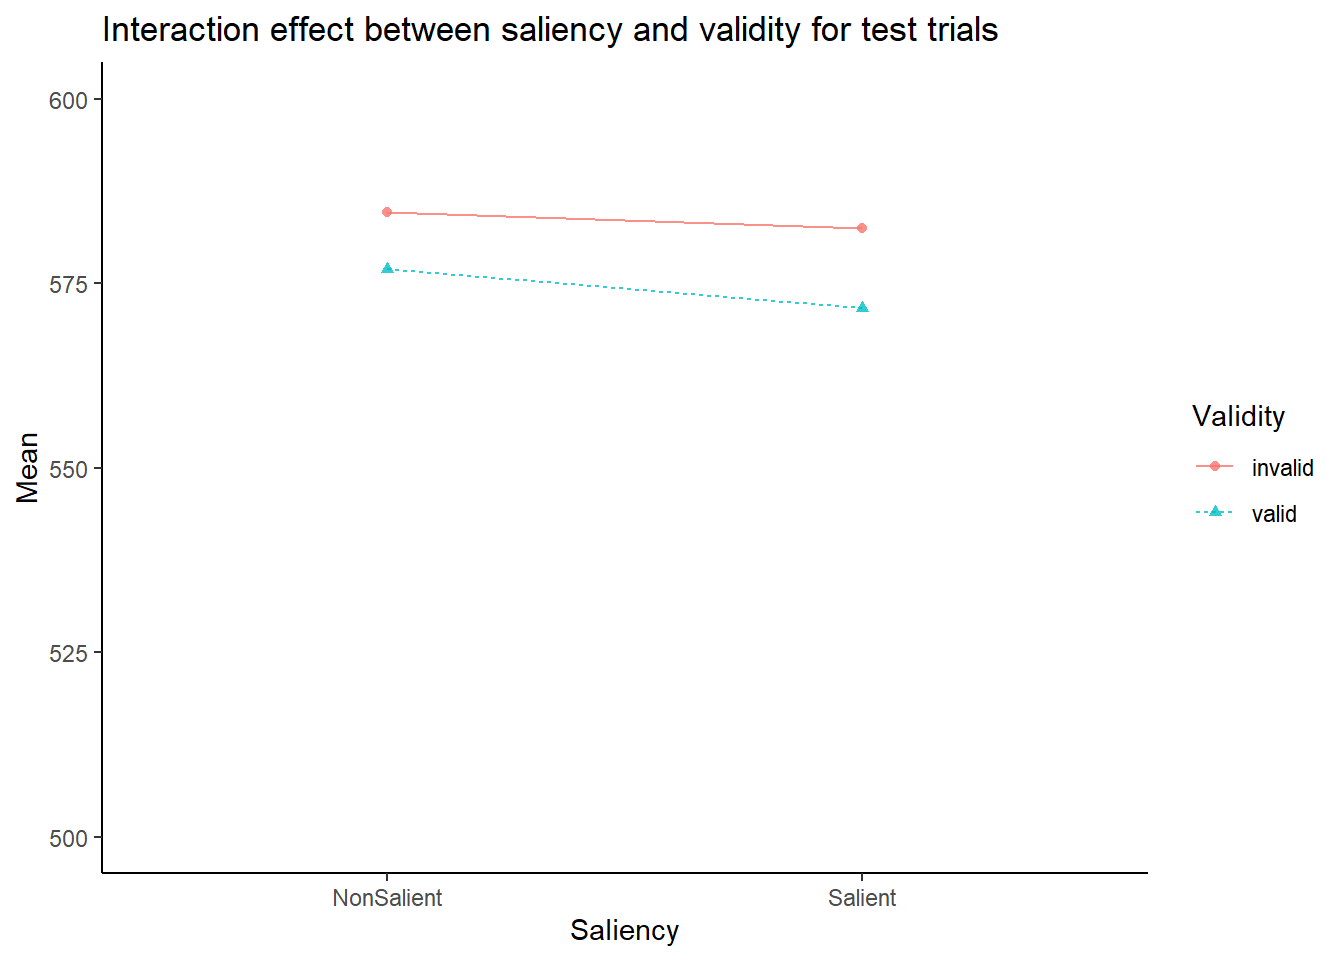 Interaction effect between saliency and validity for test trials
600
575
550
525
500
Mean
NonSalient
Salient
Saliency
Validity
invalid
valid